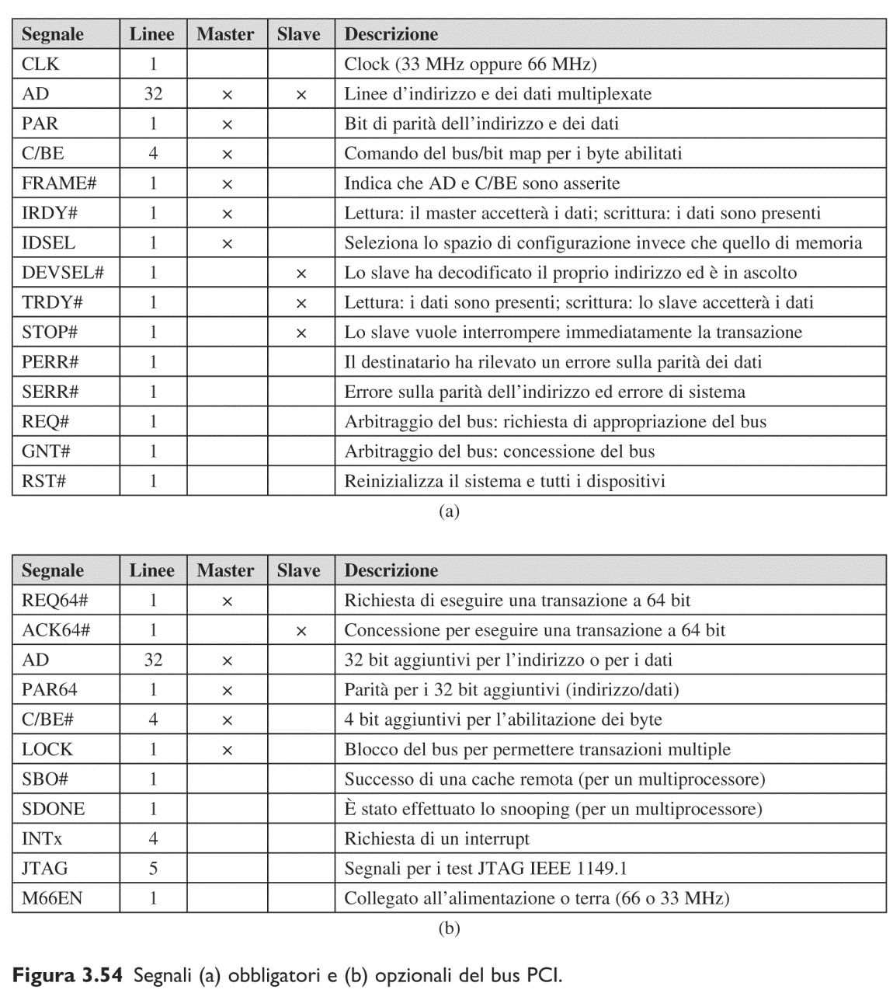 Segnale Linee Master Slave Descrizione
CLK 1 Clock (33 MHz oppure 66 MHz)
AD 32 × × Linee d'indirizzo e dei dati multiplexate
PAR 1 × Bit di parità dell'indirizzo e dei dati
C/BE 4 × Comando del bus/bit map per i byte abilitati
FRAME# 1 × Indica che AD e C/BE sono asserite
IRDY# 1 × Lettura: il master accetterà i dati; scrittura: i dati sono presenti
IDSEL 1 × Seleziona lo spazio di configurazione invece che quello di memoria
DEVSEL# 1 × Lo slave ha decodificato il proprio indirizzo ed è in ascolto
TRDY# 1 × Lettura: i dati sono presenti; scrittura: lo slave accetterà i dati
STOP# 1 × Lo slave vuole interrompere immediatamente la transazione
PERR# 1 Il destinatario ha rilevato un errore sulla parità dei dati
SERR# 1 Errore sulla parità dell'indirizzo ed errore di sistema
REQ# 1 Arbitraggio del bus: richiesta di appropriazione del bus
GNT# 1 Arbitraggio del bus: concessione del bus
RST# 1 Reinizializza il sistema e tutti i dispositivi
(a)
Segnale Linee Master Slave Descrizione
REQ64# 1 × Richiesta di eseguire una transazione a 64 bit
ACK64# 1 × Concessione per eseguire una transazione a 64 bit
AD 32 × 32 bit aggiuntivi per l'indirizzo o per i dati
PAR64 1 × Parità per i 32 bit aggiuntivi (indirizzo/dati)
C/BE# 4 × 4 bit aggiuntivi per l'abilitazione dei byte
LOCK 1 × Blocco del bus per permettere transazioni multiple
SBO# 1 Successo di una cache remota (per un multiprocessore)
SDONE 1 È stato effettuato lo snooping (per un multiprocessore)
INTx 4 Richiesta di un interrupt
JTAG 5 Segnali per i test JTAG IEEE 1149.1
M66EN 1 Collegato all'alimentazione o terra (66 o 33 MHz)
(b)
Figura 3.54 Segnali (a) obbligatori e (b) opzionali del bus PCI.